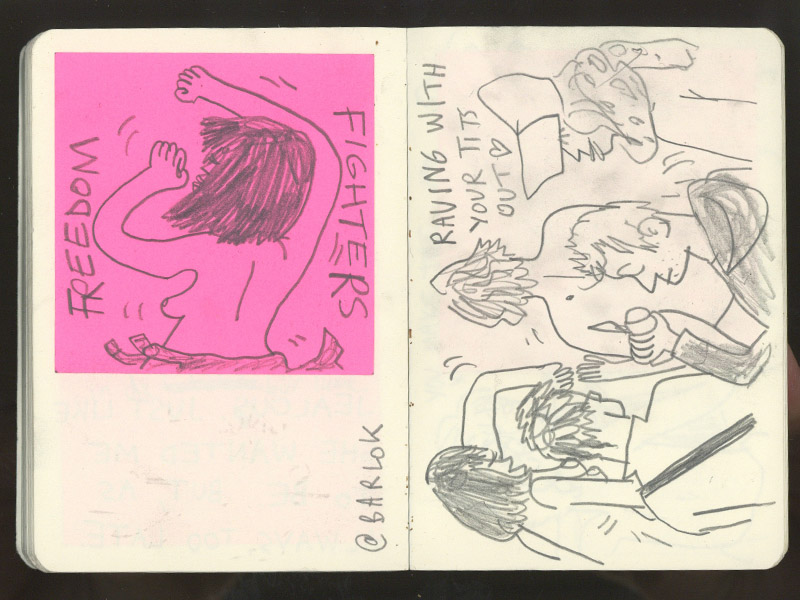 FREEDOM
FIGHTERS
@BARLOK
RAVING WITH
YOUR TITS
OUT ♡